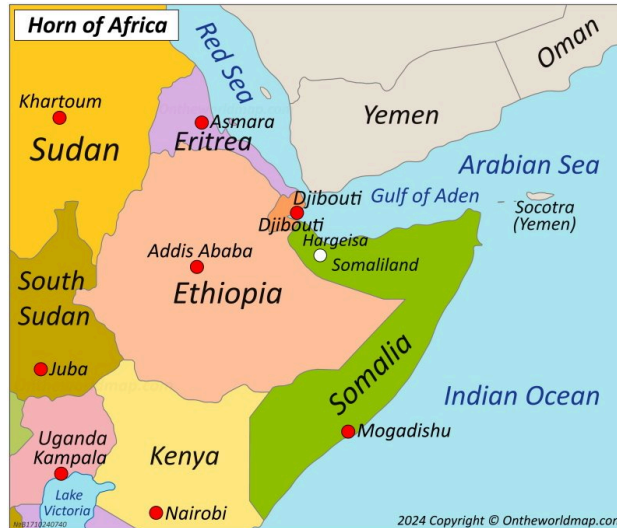 Horn of Africa
Red Sea
Oman
Khartoum
Sudan
Asmara
Eritrea
Yemen
Arabian Sea
Gulf of Aden
Socotra
(Yemen)
Djibouti
Djibouti
Hargeisa
Somaliland
Addis Ababa
Ethiopia
South
Sudan
Juba
Somalia
Indian Ocean
Mogadishu
Uganda
Kampala
Kenya
Lake
Victoria
Nairobi
2024 Copyright © Ontheworldmap.com